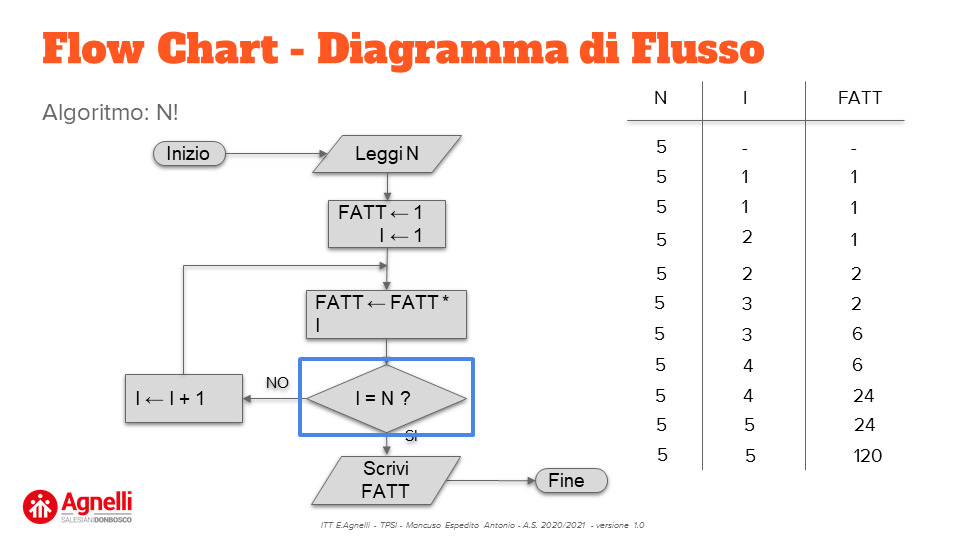 Flow Chart - Diagramma di Flusso
Algoritmo: N!
Inizio
Leggi N
FATT ← 1
I ← 1
FATT ← FATT *
I
I = N ?
NO
I ← I + 1
SI
Scrivi
FATT
Fine
N I FATT
5 - -
5 1 1
5 1 1
5 2 1
5 2 2
5 3 2
5 3 6
5 4 6
5 4 24
5 5 24
5 5 120
Agnelli
SALESIANI DONBOSCO
ITT E.Agnelli - TPSI - Mancuso Espedito Antonio - A.S. 2020/2021 - versione 1.0